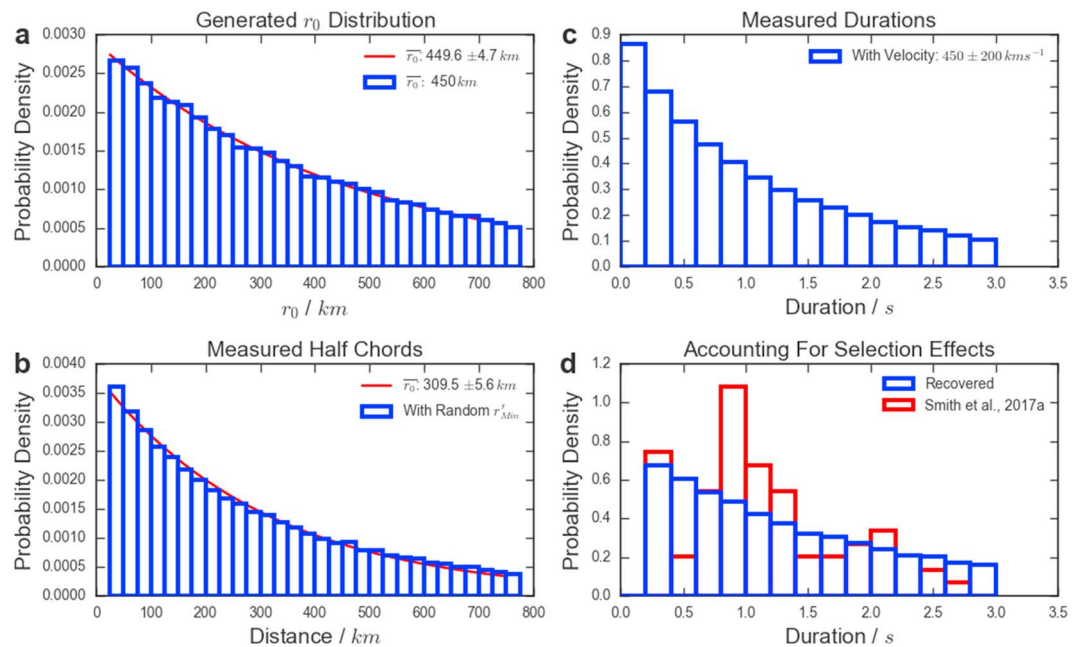 a
Generated r₀ Distribution
0.0030
0.0025
0.0020
0.0015
0.0010
0.0005
0.0000
Probability Density
r̅₀: 449.6 ±4.7 km
r̅₀: 450 km
0 100 200 300 400 500 600 700 800
r₀ / km
c
Measured Durations
0.9
0.8
0.7
0.6
0.5
0.4
0.3
0.2
0.1
0.0
Probability Density
With Velocity: 450 ± 200 kms⁻¹
0.0 0.5 1.0 1.5 2.0 2.5 3.0 3.5
Duration / s
b
Measured Half Chords
0.0040
0.0035
0.0030
0.0025
0.0020
0.0015
0.0010
0.0005
0.0000
Probability Density
r̅₀: 309.5 ±5.6 km
With Random r′Min
0 100 200 300 400 500 600 700 800
Distance / km
d
Accounting For Selection Effects
1.2
1.0
0.8
0.6
0.4
0.2
0.0
Probability Density
Recovered
Smith et al., 2017a
0.0 0.5 1.0 1.5 2.0 2.5 3.0 3.5
Duration / s